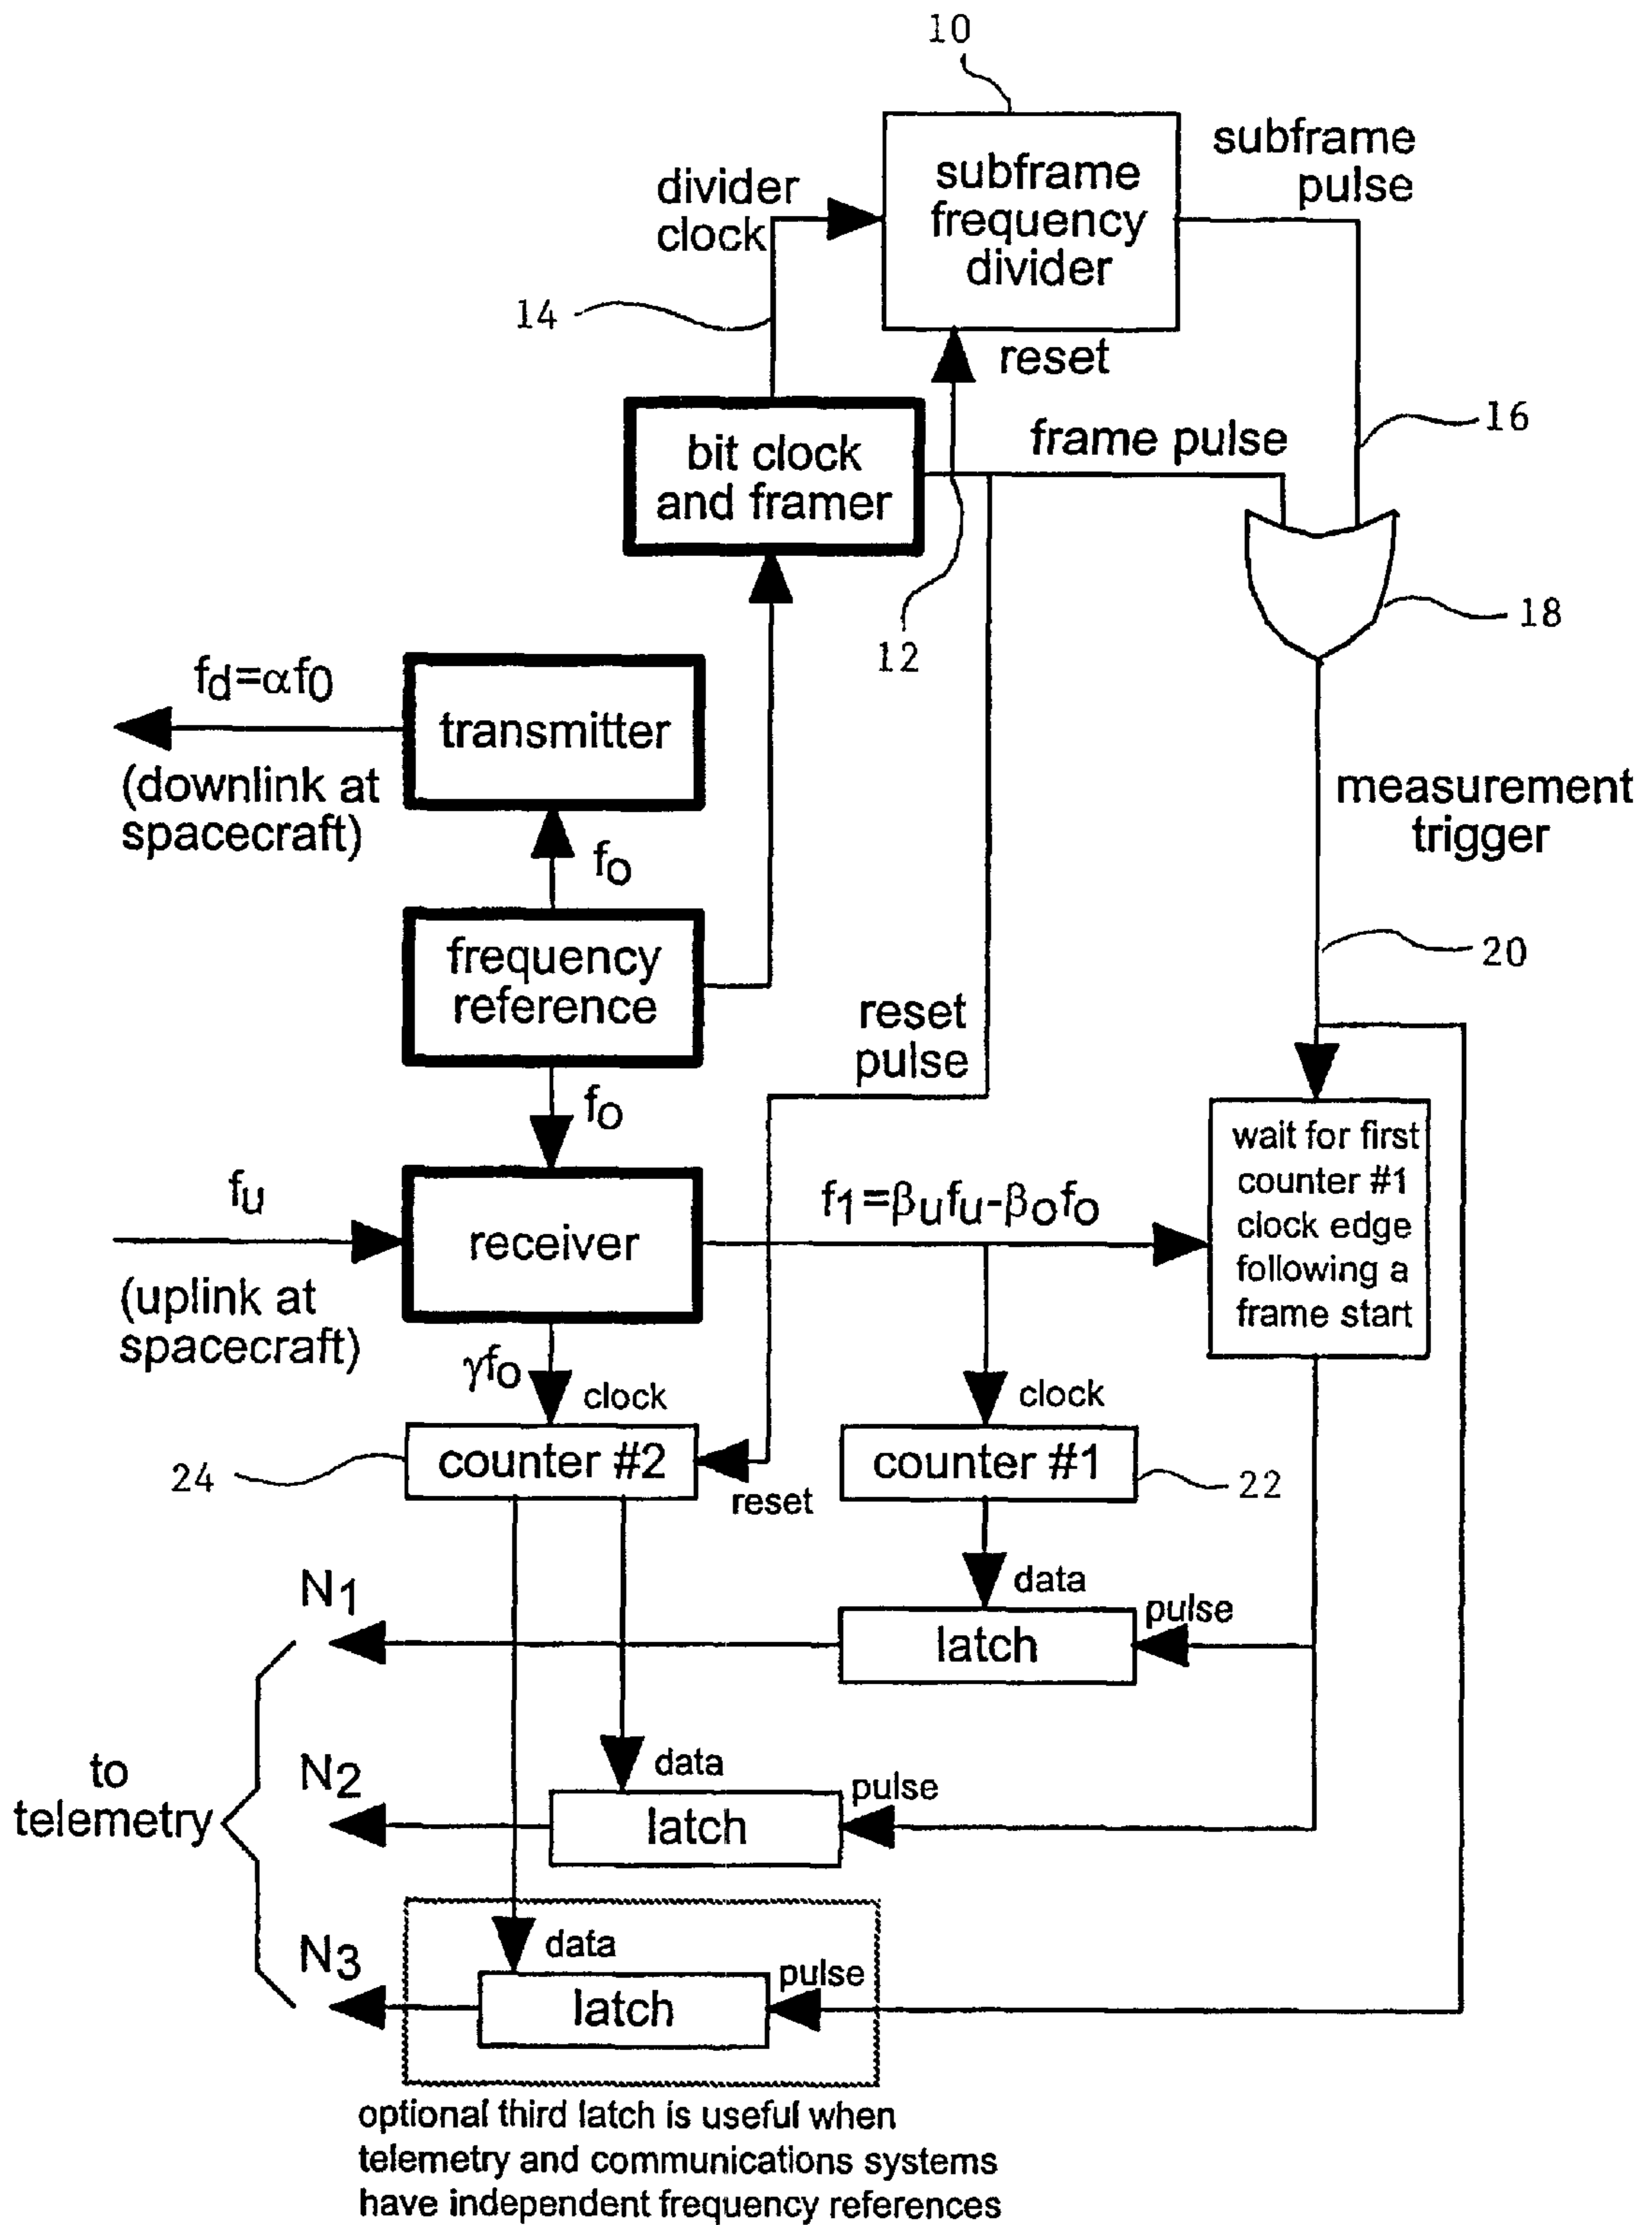 10
subframe
frequency
divider
subframe
pulse
divider
clock
14
reset
16
bit clock
and framer
frame pulse
12
18
fd=αf0
transmitter
(downlink at
spacecraft)
measurement
trigger
fo
frequency
reference
20
reset
pulse
fo
wait for first
counter #1
clock edge
following a
frame start
fu
receiver
f1=βufu-βofo
(uplink at
spacecraft)
γfo
clock
clock
counter #2
counter #1
24
reset
22
N1
data
pulse
latch
to
telemetry
N2
data
pulse
latch
N3
data
pulse
latch
optional third latch is useful when
telemetry and communications systems
have independent frequency references